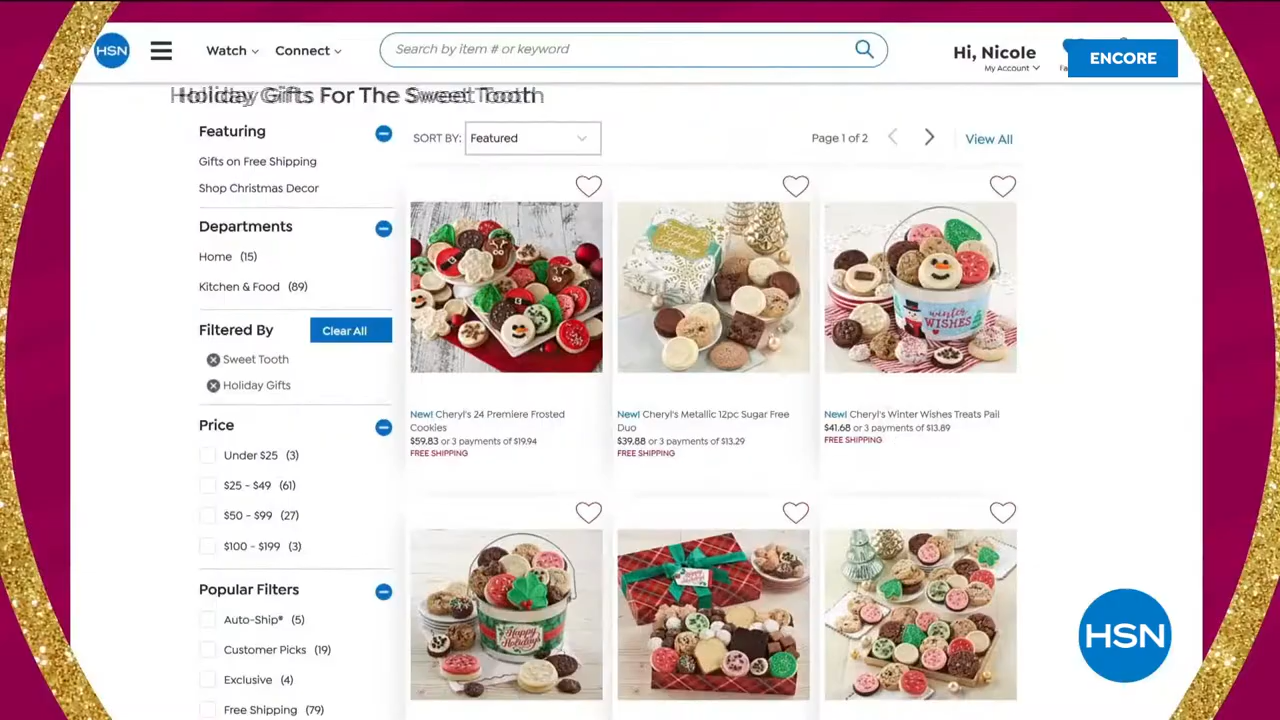 HSN
Watch
Connect
Search by item # or keyword
Hi, Nicole
My Account
ENCORE
Holiday Gifts For The Sweet Tooth
Featuring
Gifts on Free Shipping
Shop Christmas Decor
Departments
Home (15)
Kitchen & Food (89)
Filtered By
Clear All
Sweet Tooth
Holiday Gifts
Price
Under $25 (3)
$25 - $49 (61)
$50 - $99 (27)
$100 - $199 (3)
Popular Filters
Auto-Ship® (5)
Customer Picks (19)
Exclusive (4)
Free Shipping (79)
SORT BY:
Featured
Page 1 of 2
View All
winter
WISHES
New! Cheryl's 24 Premiere Frosted
Cookies
$59.83 or 3 payments of $19.94
FREE SHIPPING
New! Cheryl's Metallic 12pc Sugar Free
Duo
$39.88 or 3 payments of $13.29
FREE SHIPPING
New! Cheryl's Winter Wishes Treats Pail
$41.68 or 3 payments of $13.89
FREE SHIPPING
Happy
Holidays
HSN